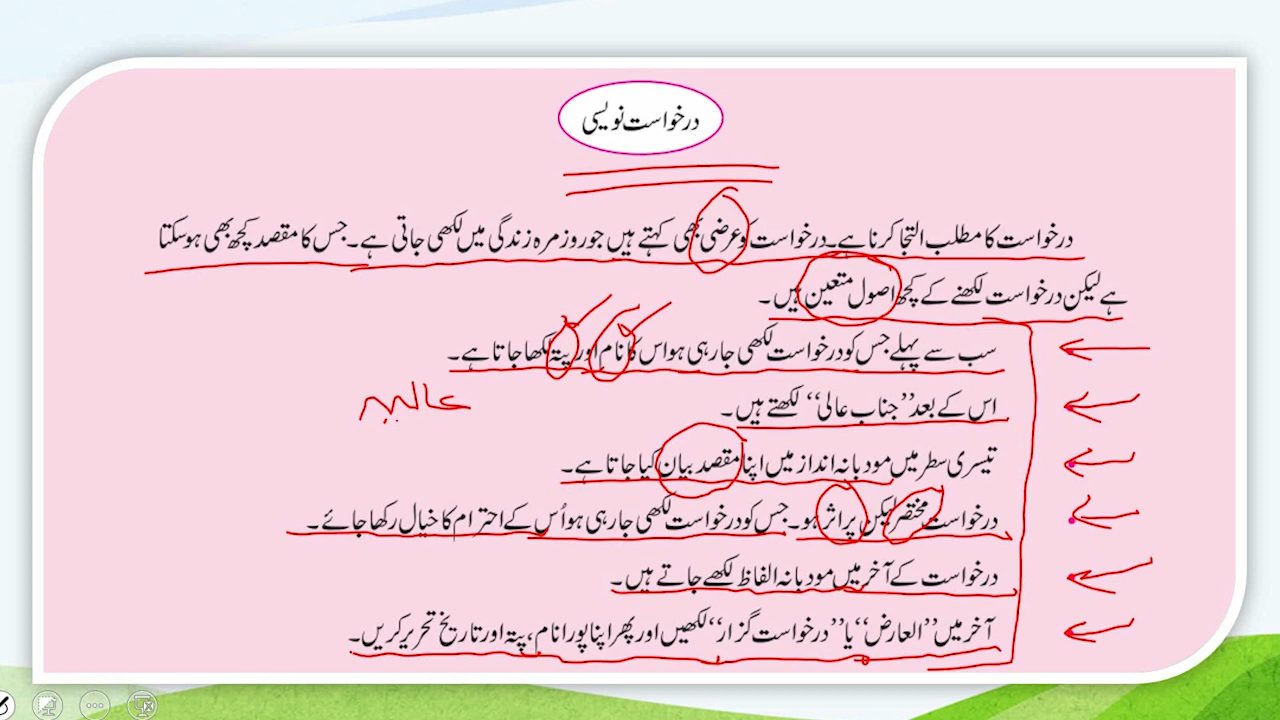 درخواست نویسی
درخواست کا مطلب التجا کرنا ہے۔ درخواست کو عرضی بھی کہتے ہیں جو روز مرہ زندگی میں لکھی جاتی ہے۔ جس کا مقصد کچھ بھی ہو سکتا
ہے لیکن درخواست لکھنے کے کچھ اصول متعین ہیں۔
سب سے پہلے جس کو درخواست لکھی جا رہی ہو اس کا نام اور پتہ لکھا جاتا ہے۔
اس کے بعد ”جناب عالی“ لکھتے ہیں۔
تیسری سطر میں مودبانہ انداز میں اپنا مقصد بیان کیا جاتا ہے۔
درخواست مختصر لیکن پر اثر ہو۔ جس کو درخواست لکھی جا رہی ہو اُس کے احترام کا خیال رکھا جائے۔
درخواست کے آخر میں مودبانہ الفاظ لکھے جاتے ہیں۔
آخر میں ”العارض“ یا ”درخواست گزار“ لکھیں اور پھر اپنا پورا نام، پتہ اور تاریخ تحریر کریں۔